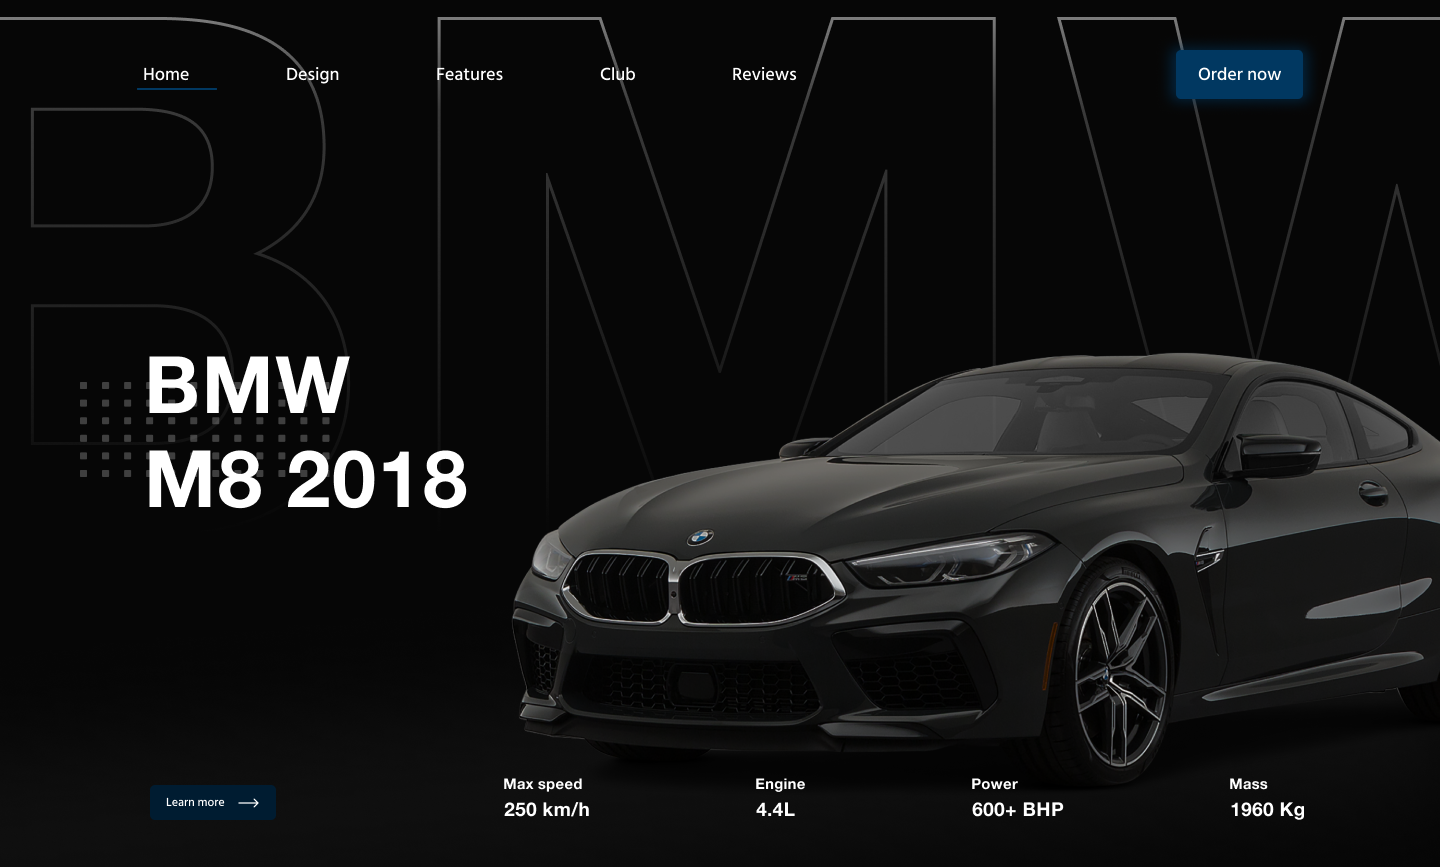 BMW
Home
Design
Features
Club
Reviews
Order now
BMW
M8 2018
Learn more
Max speed
250 km/h
Engine
4.4L
Power
600+ BHP
Mass
1960 Kg